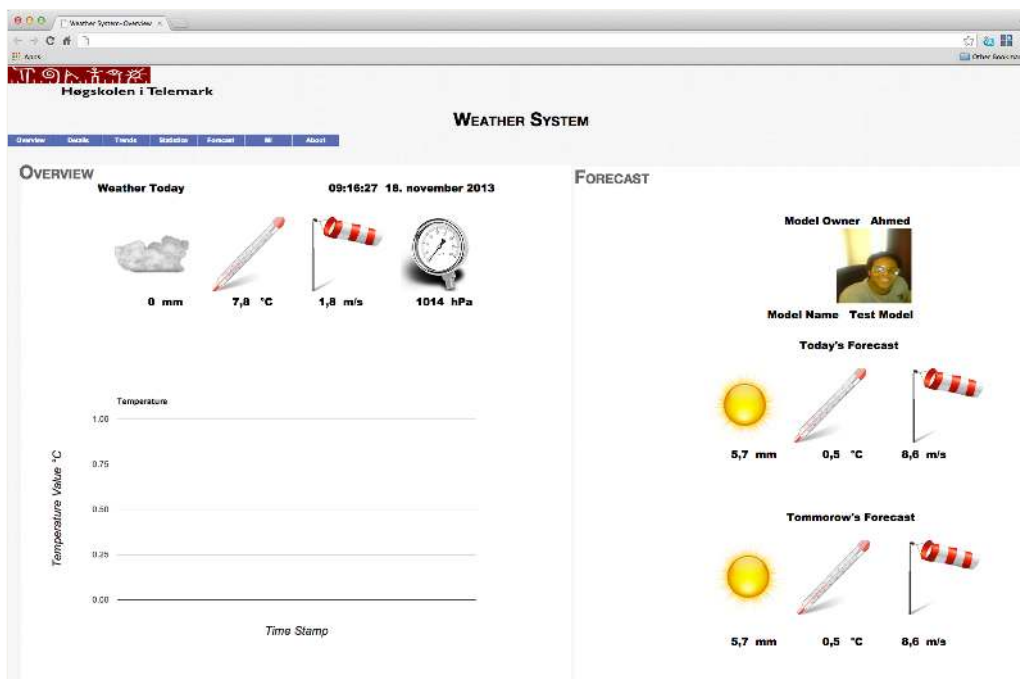 Weather System-Overview
Apps
Other Bookmar
Høgskolen i Telemark
WEATHER SYSTEM
Overview Details Trends Statistics Forecast NI About
OVERVIEW
Weather Today 09:16:27 18. november 2013
0 mm 7,8 °C 1,8 m/s 1014 hPa
Temperature
1.00
0.75
0.50
0.25
0.00
Temperature Value °C
Time Stamp
FORECAST
Model Owner Ahmed
Model Name Test Model
Today's Forecast
5,7 mm 0,5 °C 8,6 m/s
Tommorow's Forecast
5,7 mm 0,5 °C 8,6 m/s